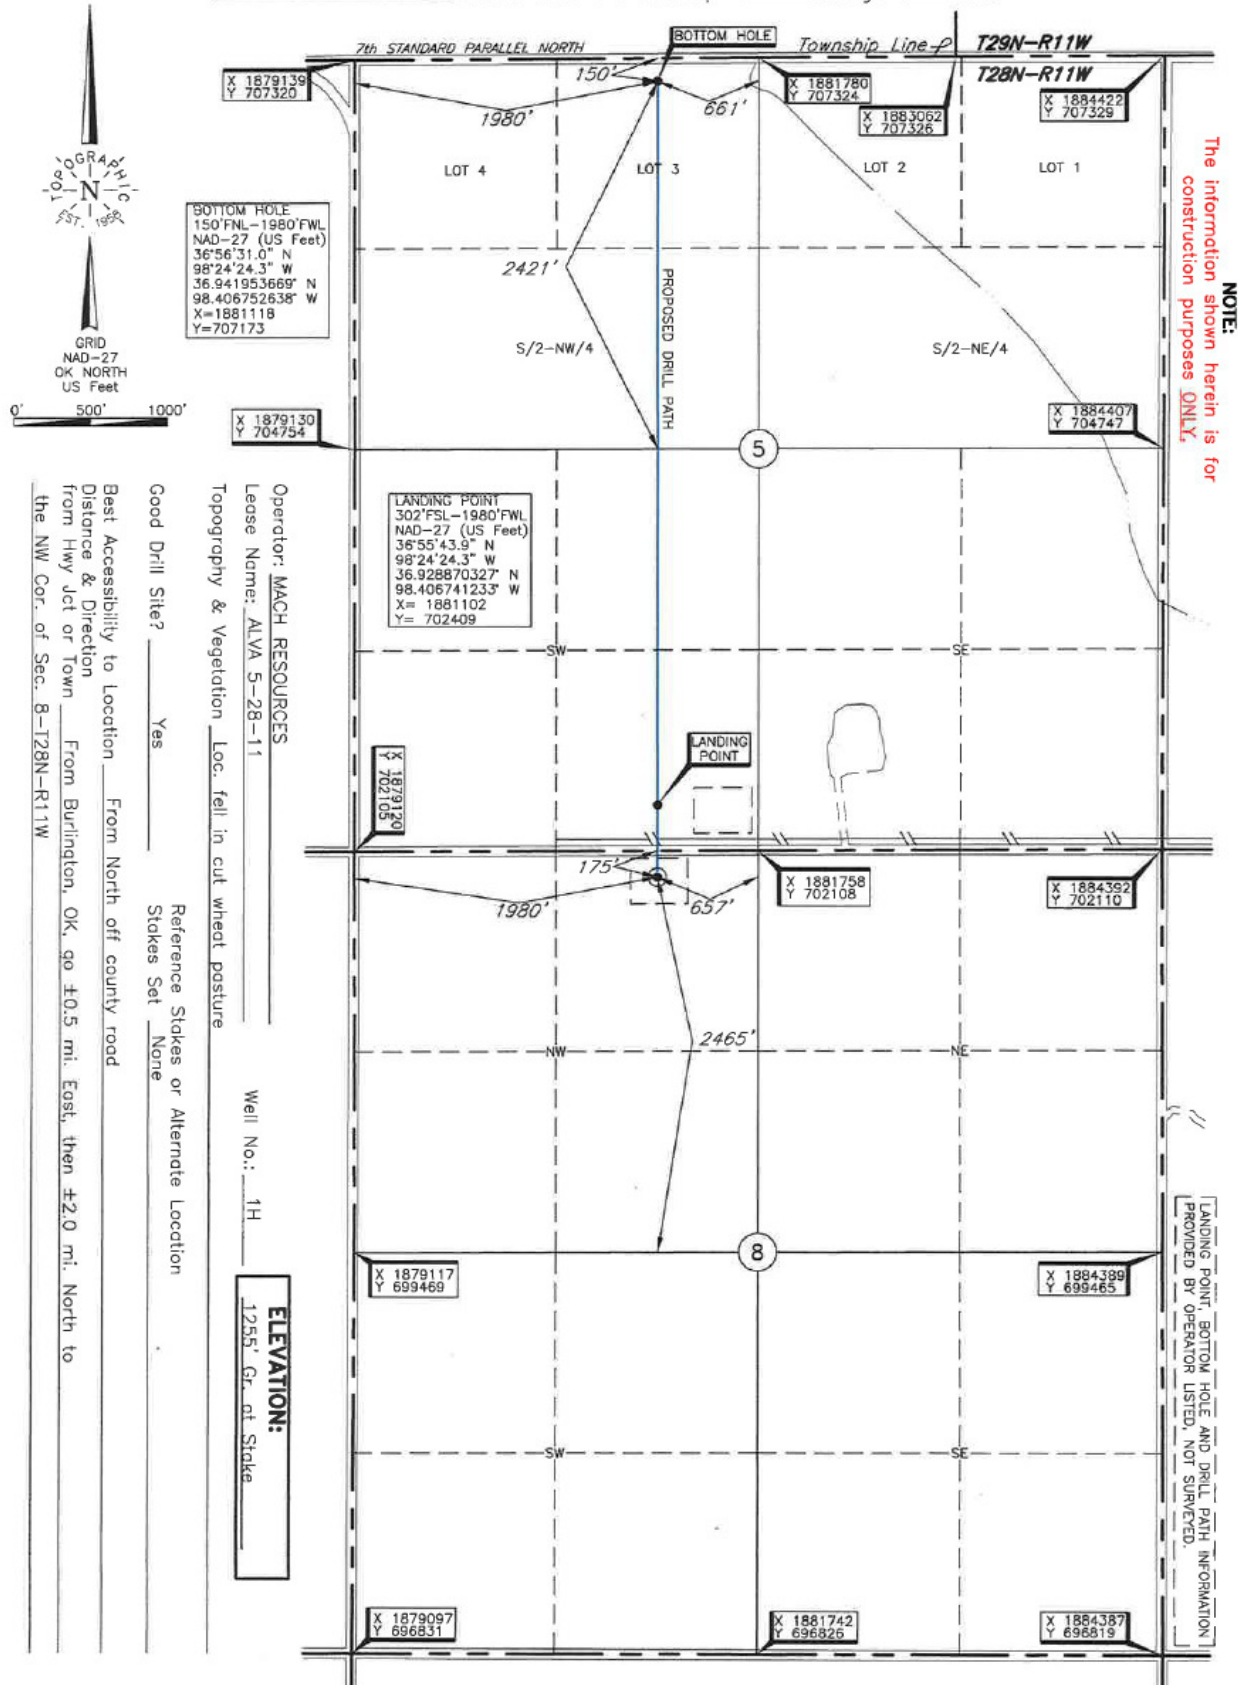 BOTTOM HOLE
7th STANDARD PARALLEL NORTH
Township Line
T29N-R11W
T28N-R11W
X 1879139
Y 707320
150'
1980'
661'
X 1881780
Y 707324
X 1883062
Y 707326
X 1884422
Y 707329
LOT 4
LOT 3
LOT 2
LOT 1
TOPOGRAPHIC
N
EST. 1958
GRID
NAD-27
OK NORTH
US Feet
0' 500' 1000'
BOTTOM HOLE
150'FNL-1980'FWL
NAD-27 (US Feet)
36°56'31.0" N
98°24'24.3" W
36.941953669° N
98.406752638° W
X=1881118
Y=707173
2421'
PROPOSED DRILL PATH
S/2-NW/4
S/2-NE/4
NOTE:
The information shown herein is for
construction purposes ONLY.
X 1879130
Y 704754
X 1884407
Y 704747
5
LANDING POINT
302'FSL-1980'FWL
NAD-27 (US Feet)
36°55'43.9" N
98°24'24.3" W
36.928870327° N
98.406741233° W
X= 1881102
Y= 702409
SW
SE
LANDING
POINT
X 1879120
Y 702105
175'
1980'
657'
X 1881758
Y 702108
X 1884392
Y 702110
2465'
NW
NE
8
X 1879117
Y 699469
X 1884389
Y 699465
SW
SE
X 1879097
Y 696831
X 1881742
Y 696826
X 1884387
Y 696819
Operator: MACH RESOURCES
Lease Name: ALVA 5-28-11
Well No.: 1H
ELEVATION:
1255' Gr. at Stake
Topography & Vegetation Loc. fell in cut wheat pasture
Reference Stakes or Alternate Location
Good Drill Site? Yes
Stakes Set None
Best Accessibility to Location From North off county road
Distance & Direction
from Hwy Jct or Town From Burlington, OK, go ±0.5 mi. East, then ±2.0 mi. North to
the NW Cor. of Sec. 8-T28N-R11W
LANDING POINT, BOTTOM HOLE AND DRILL PATH INFORMATION
PROVIDED BY OPERATOR LISTED, NOT SURVEYED.